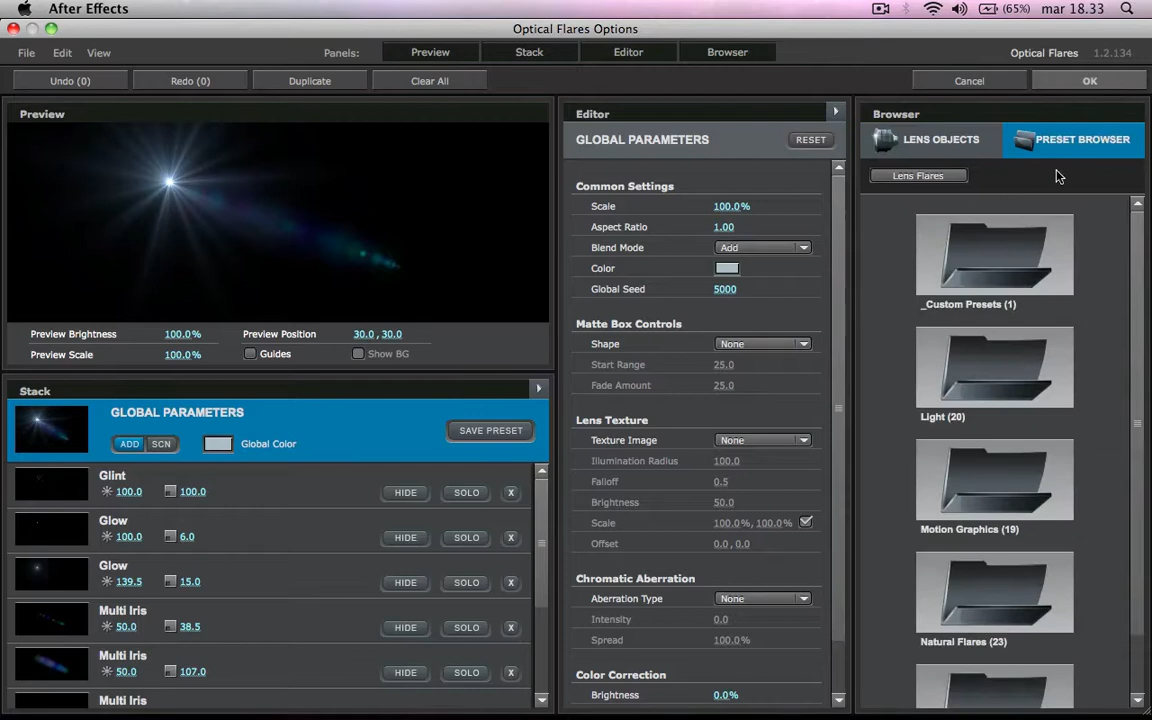 After Effects
(65%)
mar 18.33
Optical Flares Options
File
Edit
View
Panels:
Preview
Stack
Editor
Browser
Optical Flares
1.2.134
Undo (0)
Redo (0)
Duplicate
Clear All
Cancel
OK
Preview
Preview Brightness
100.0%
Preview Position
30.0 , 30.0
Preview Scale
100.0%
Guides
Show BG
Stack
GLOBAL PARAMETERS
ADD
SCN
Global Color
SAVE PRESET
Glint
100.0
100.0
HIDE
SOLO
X
Glow
100.0
6.0
HIDE
SOLO
X
Glow
139.5
15.0
HIDE
SOLO
X
Multi Iris
50.0
38.5
HIDE
SOLO
X
Multi Iris
50.0
107.0
HIDE
SOLO
X
Multi Iris
Editor
GLOBAL PARAMETERS
RESET
Common Settings
Scale
100.0%
Aspect Ratio
1.00
Blend Mode
Add
Color
Global Seed
5000
Matte Box Controls
Shape
None
Start Range
25.0
Fade Amount
25.0
Lens Texture
Texture Image
None
Illumination Radius
100.0
Falloff
0.5
Brightness
50.0
Scale
100.0% , 100.0%
Offset
0.0 , 0.0
Chromatic Aberration
Aberration Type
None
Intensity
0.0
Spread
100.0%
Color Correction
Brightness
0.0%
Browser
LENS OBJECTS
PRESET BROWSER
Lens Flares
_Custom Presets (1)
Light (20)
Motion Graphics (19)
Natural Flares (23)